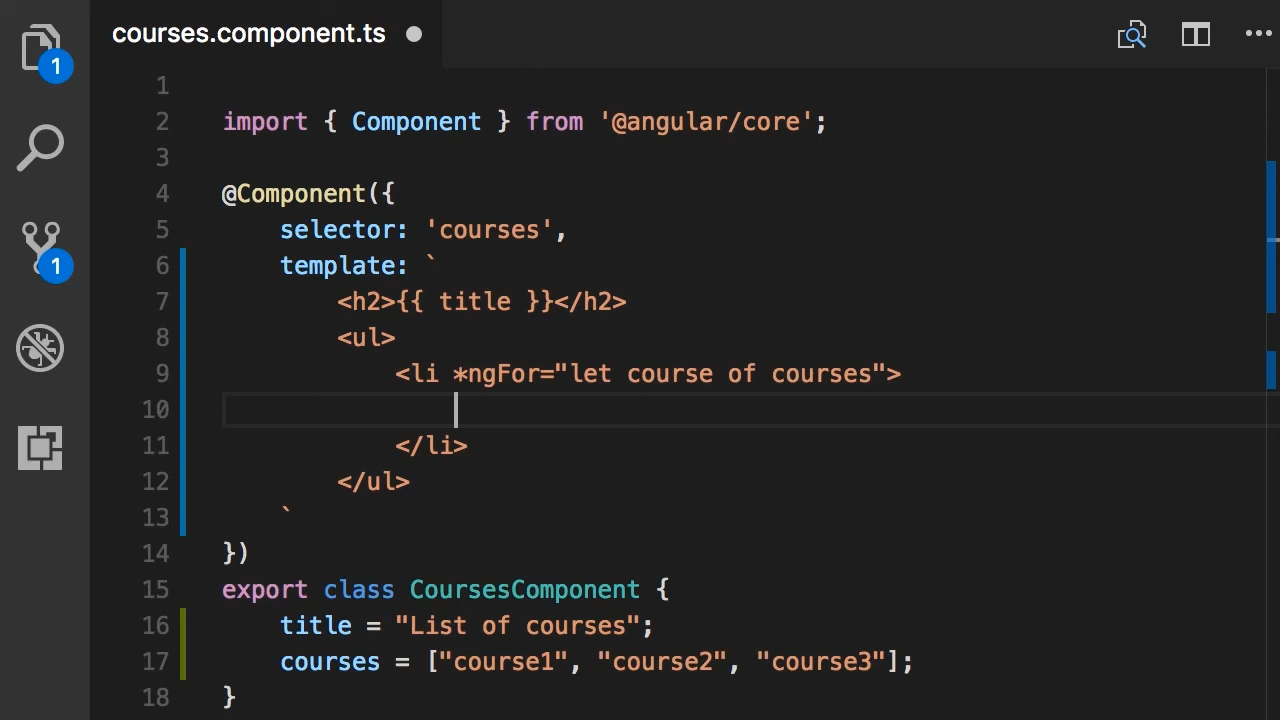 courses.component.ts
1
1
1
2 import { Component } from '@angular/core';
3
4 @Component({
5     selector: 'courses',
6     template: `
7         <h2>{{ title }}</h2>
8         <ul>
9             <li *ngFor="let course of courses">
10
11             </li>
12         </ul>
13     `
14 })
15 export class CoursesComponent {
16     title = "List of courses";
17     courses = ["course1", "course2", "course3"];
18 }